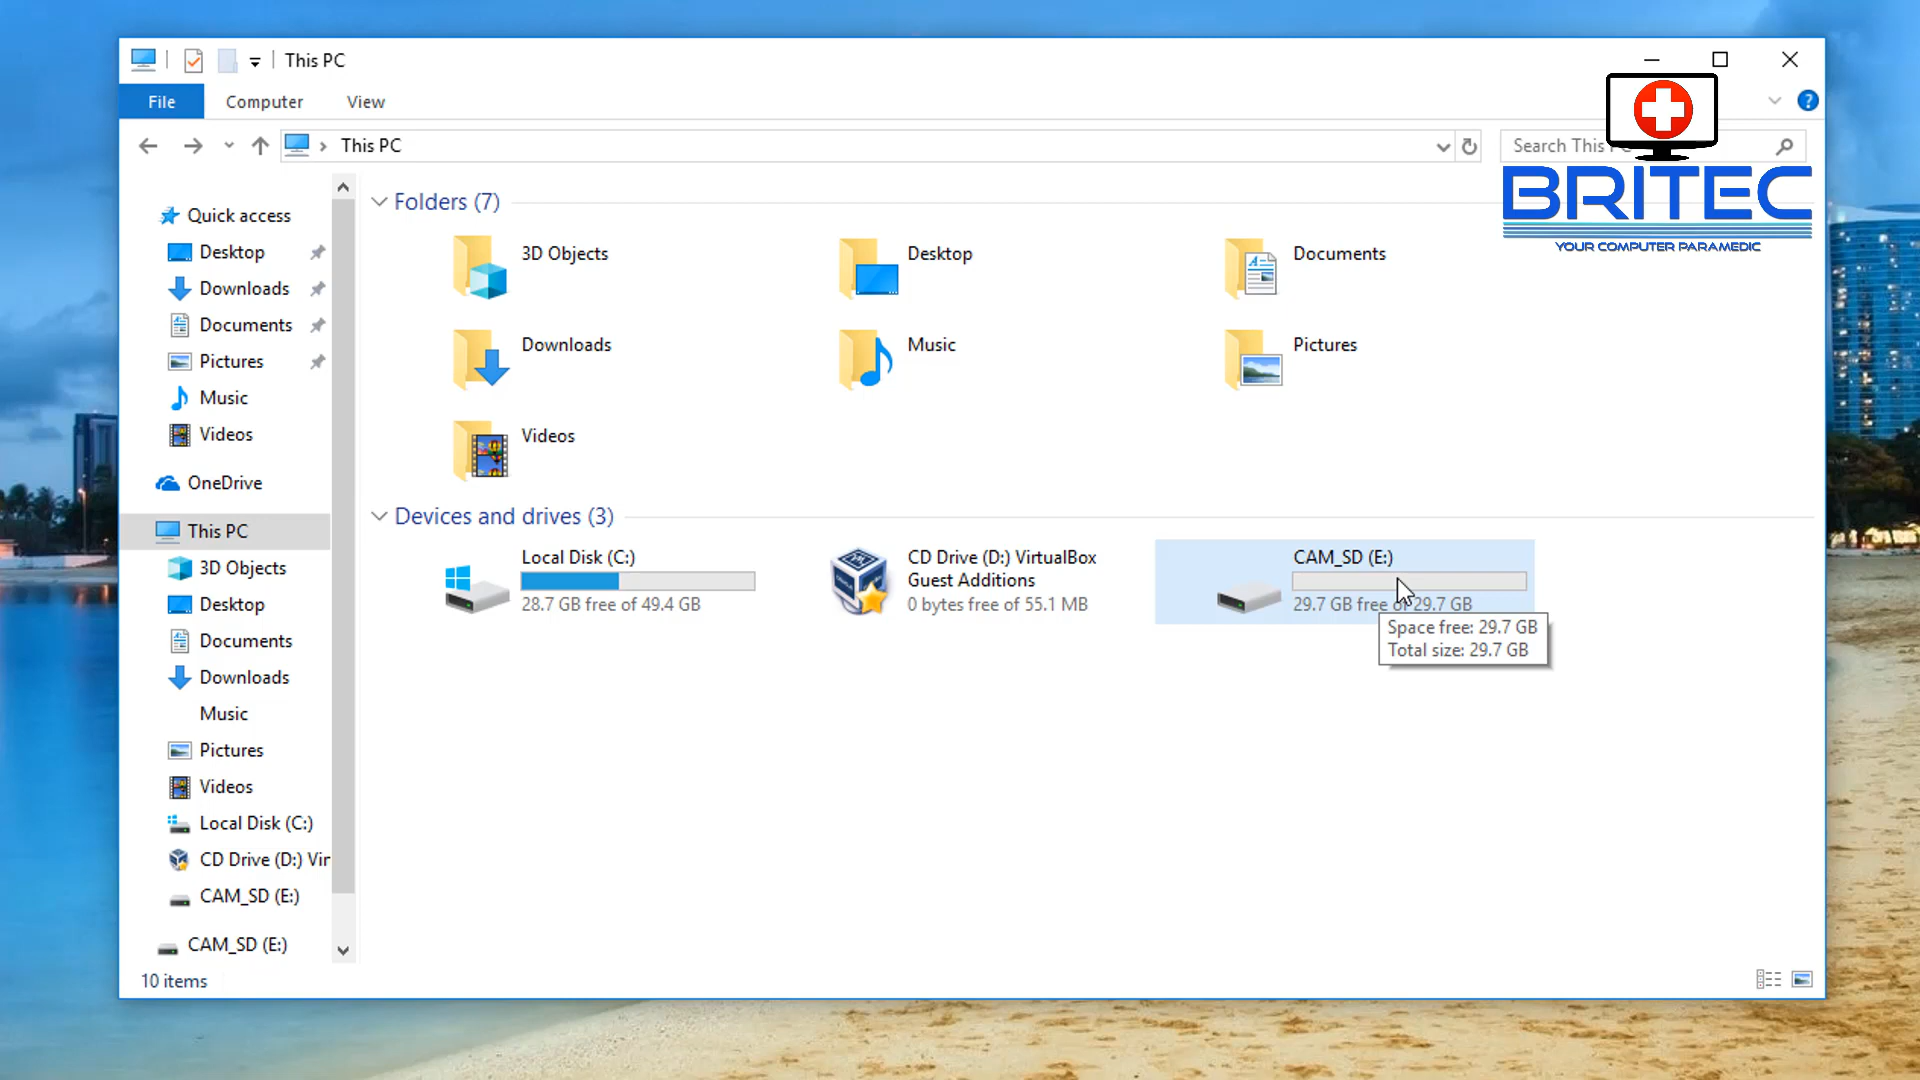 This PC
File
Computer
View
This PC
Search This PC
BRITEC
YOUR COMPUTER PARAMEDIC
Quick access
Desktop
Downloads
Documents
Pictures
Music
Videos
OneDrive
This PC
3D Objects
Desktop
Documents
Downloads
Music
Pictures
Videos
Local Disk (C:)
CD Drive (D:) Vir
CAM_SD (E:)
CAM_SD (E:)
Folders (7)
3D Objects
Desktop
Documents
Downloads
Music
Pictures
Videos
Devices and drives (3)
Local Disk (C:)
28.7 GB free of 49.4 GB
CD Drive (D:) VirtualBox
Guest Additions
0 bytes free of 55.1 MB
CAM_SD (E:)
29.7 GB free of 29.7 GB
Space free: 29.7 GB
Total size: 29.7 GB
10 items